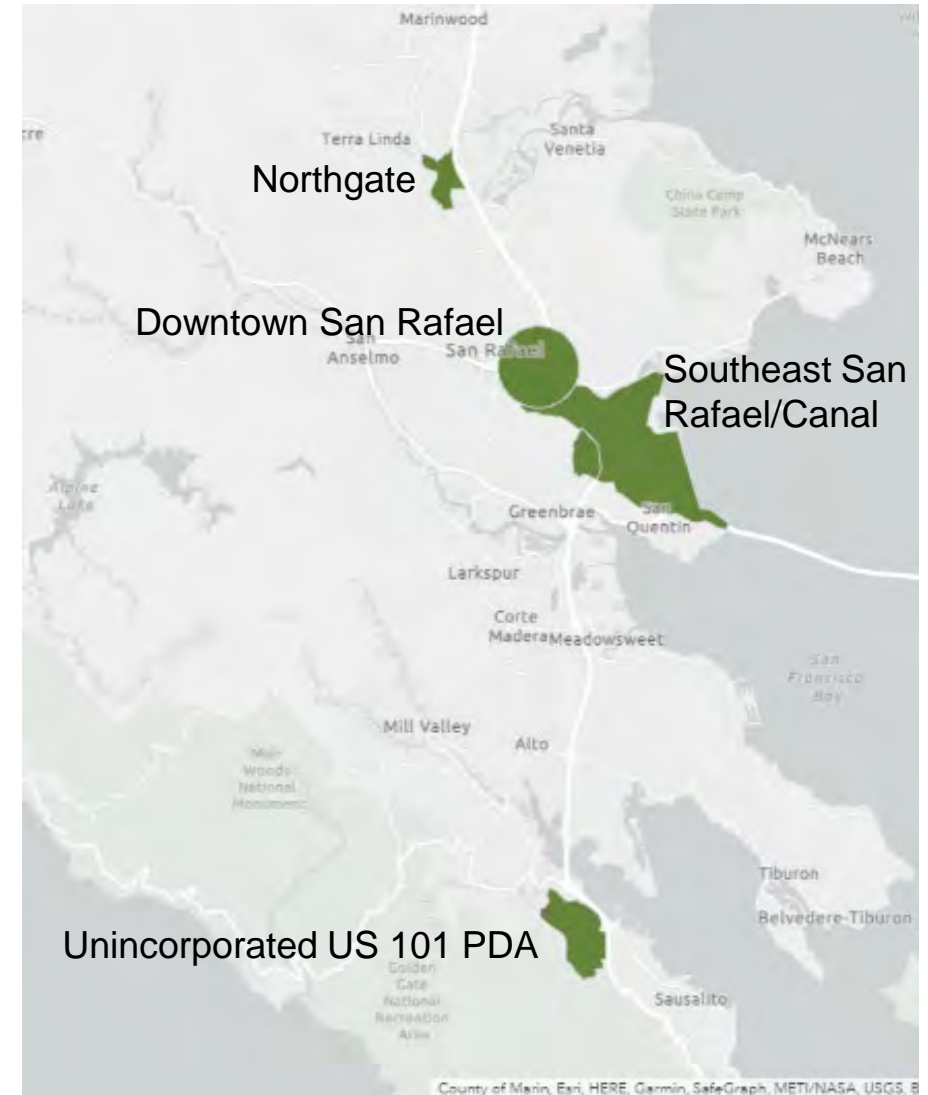 Marinwood
cre
Terra Linda
Santa
Venetia
Northgate
China Camp
State Park
McNears
Beach
Downtown San Rafael
San
Anselmo
San Rafael
Southeast San
Rafael/Canal
Alpine
Lake
Greenbrae
San
Quentin
Larkspur
Corte
Madera
Meadowsweet
San
Francisco
Bay
Mill Valley
Alto
Muir
Woods
National
Monument
Tiburon
Belvedere-Tiburon
Unincorporated US 101 PDA
Golden
Gate
National
Recreation
Area
Sausalito
County of Marin, Esri, HERE, Garmin, SafeGraph, METI/NASA, USGS, B